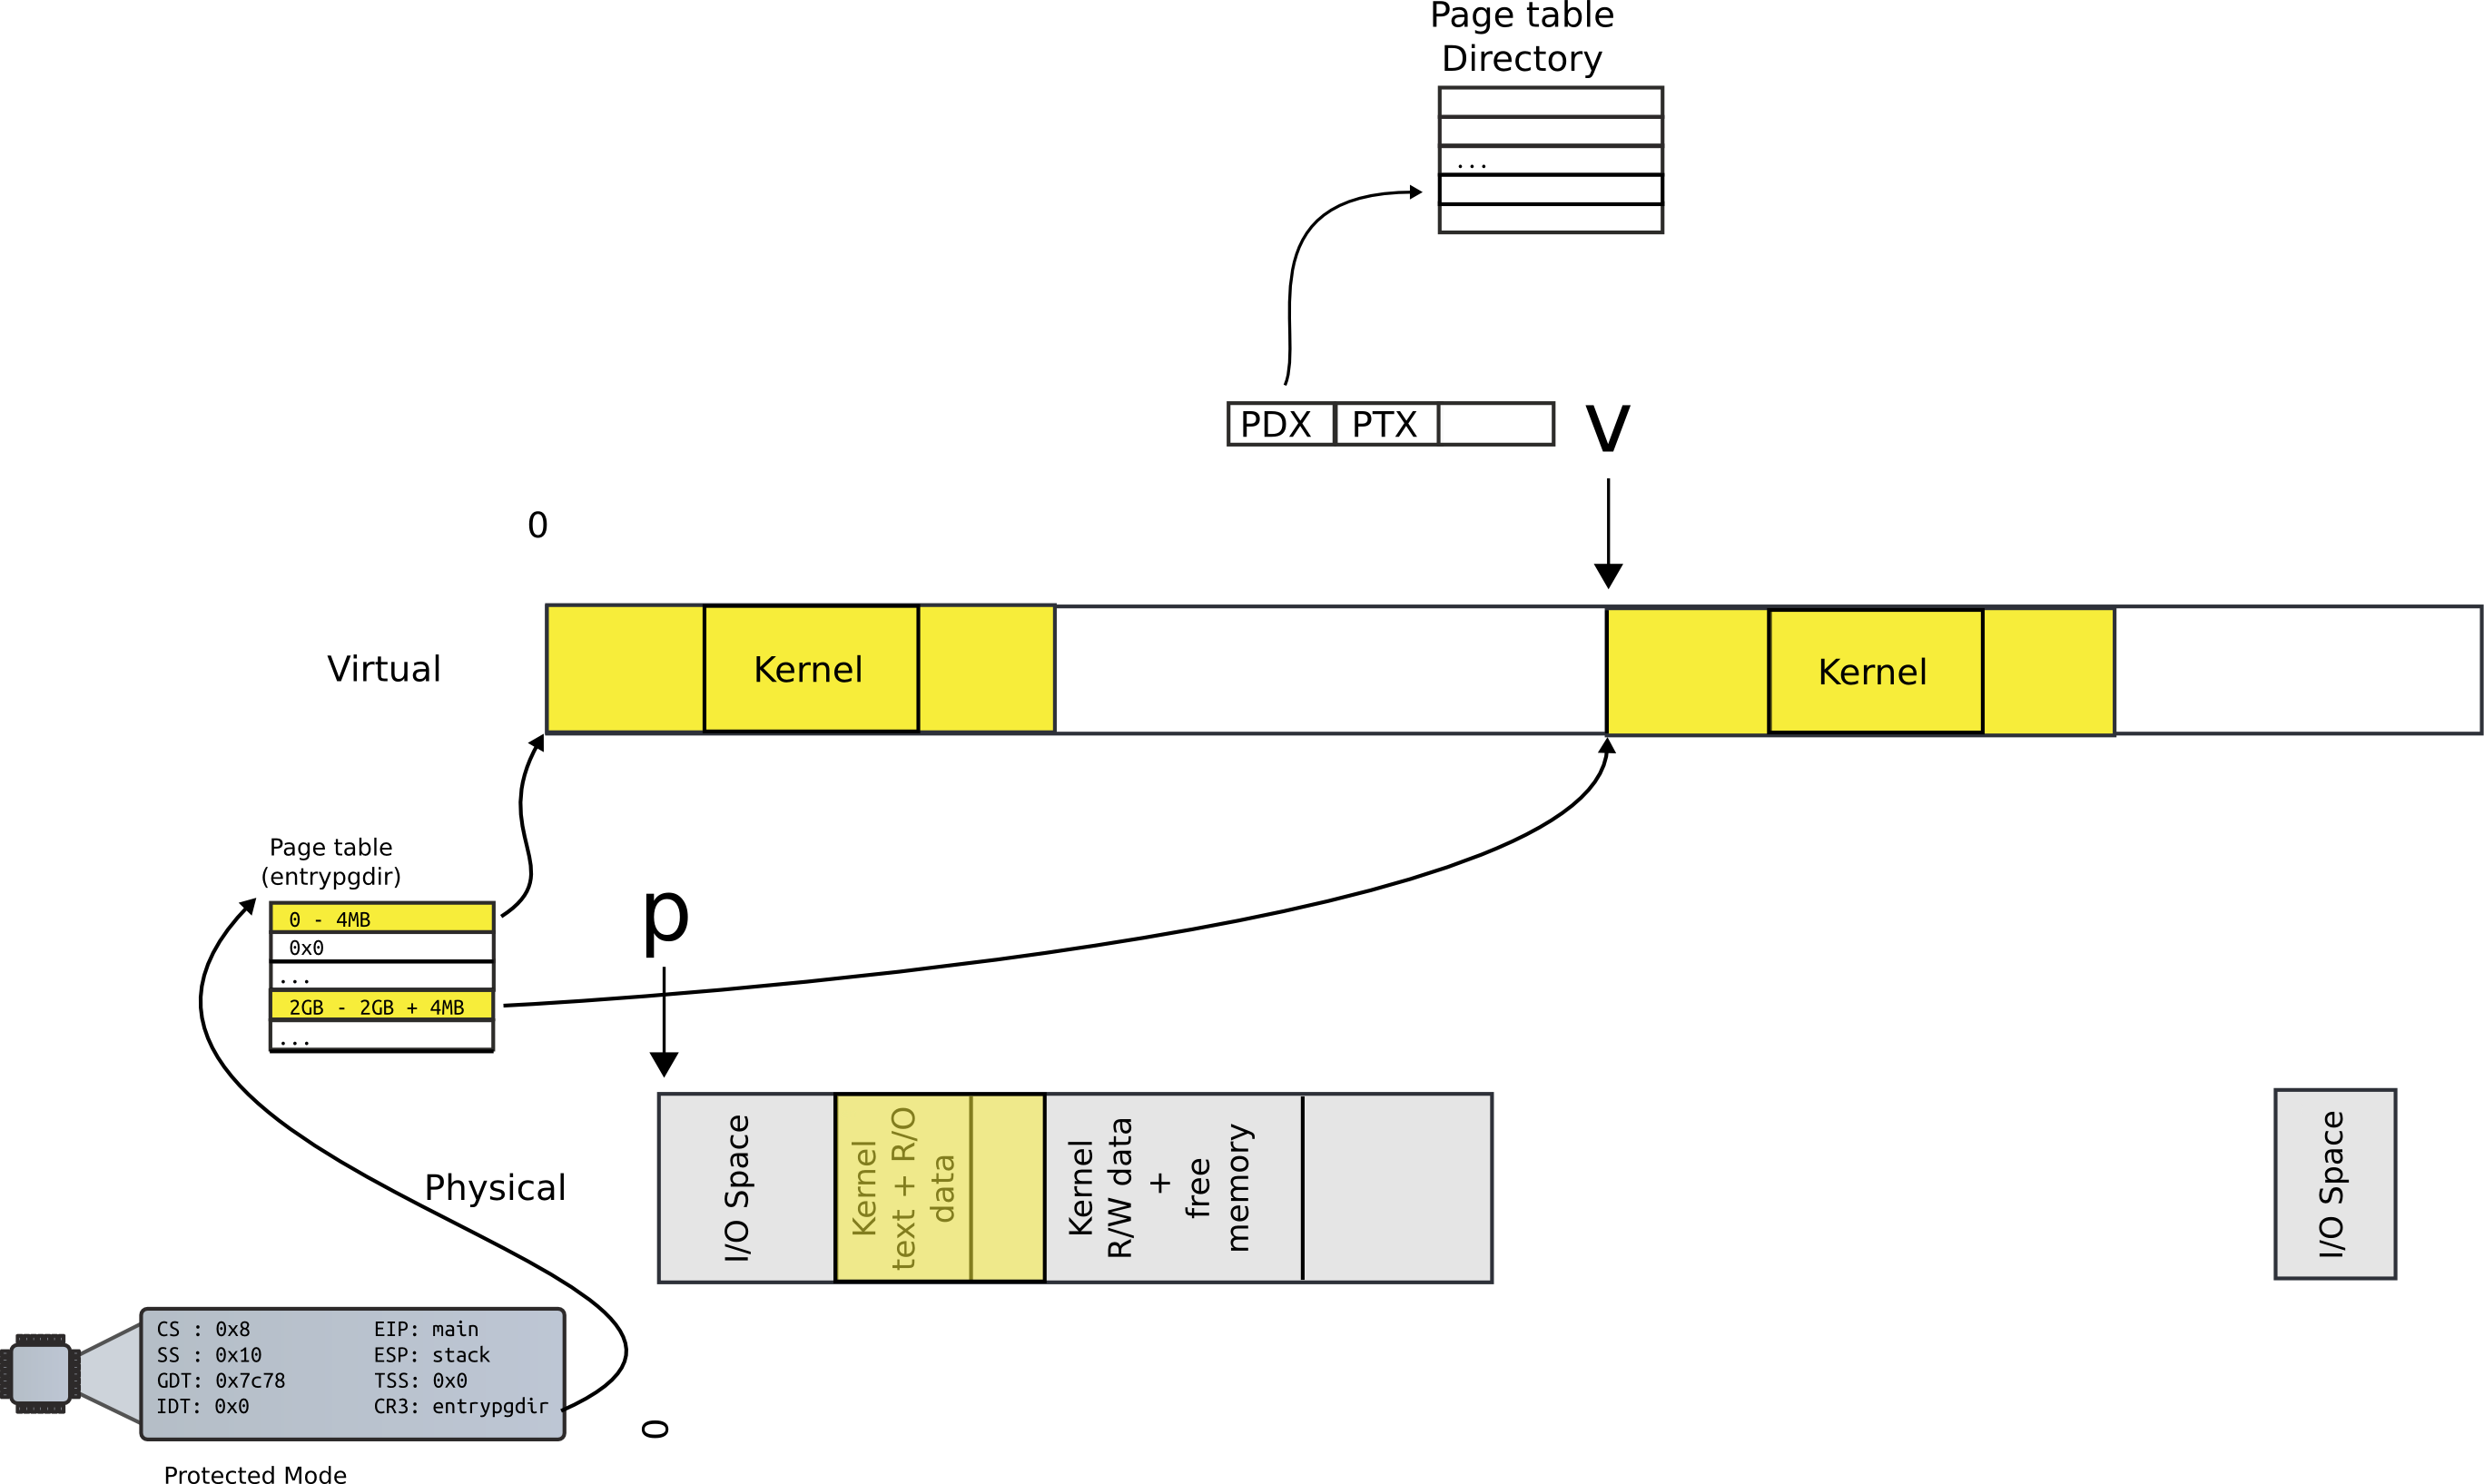 Page table
Directory
...
PDX
PTX
v
0
Virtual
Kernel
Kernel
Page table
(entrypgdir)
0 - 4MB
0x0
...
2GB - 2GB + 4MB
...
p
Physical
I/O Space
Kernel
text + R/O
data
Kernel
R/W data
+
free
memory
I/O Space
CS : 0x8
SS : 0x10
GDT: 0x7c78
IDT: 0x0
EIP: main
ESP: stack
TSS: 0x0
CR3: entrypgdir
0
Protected Mode